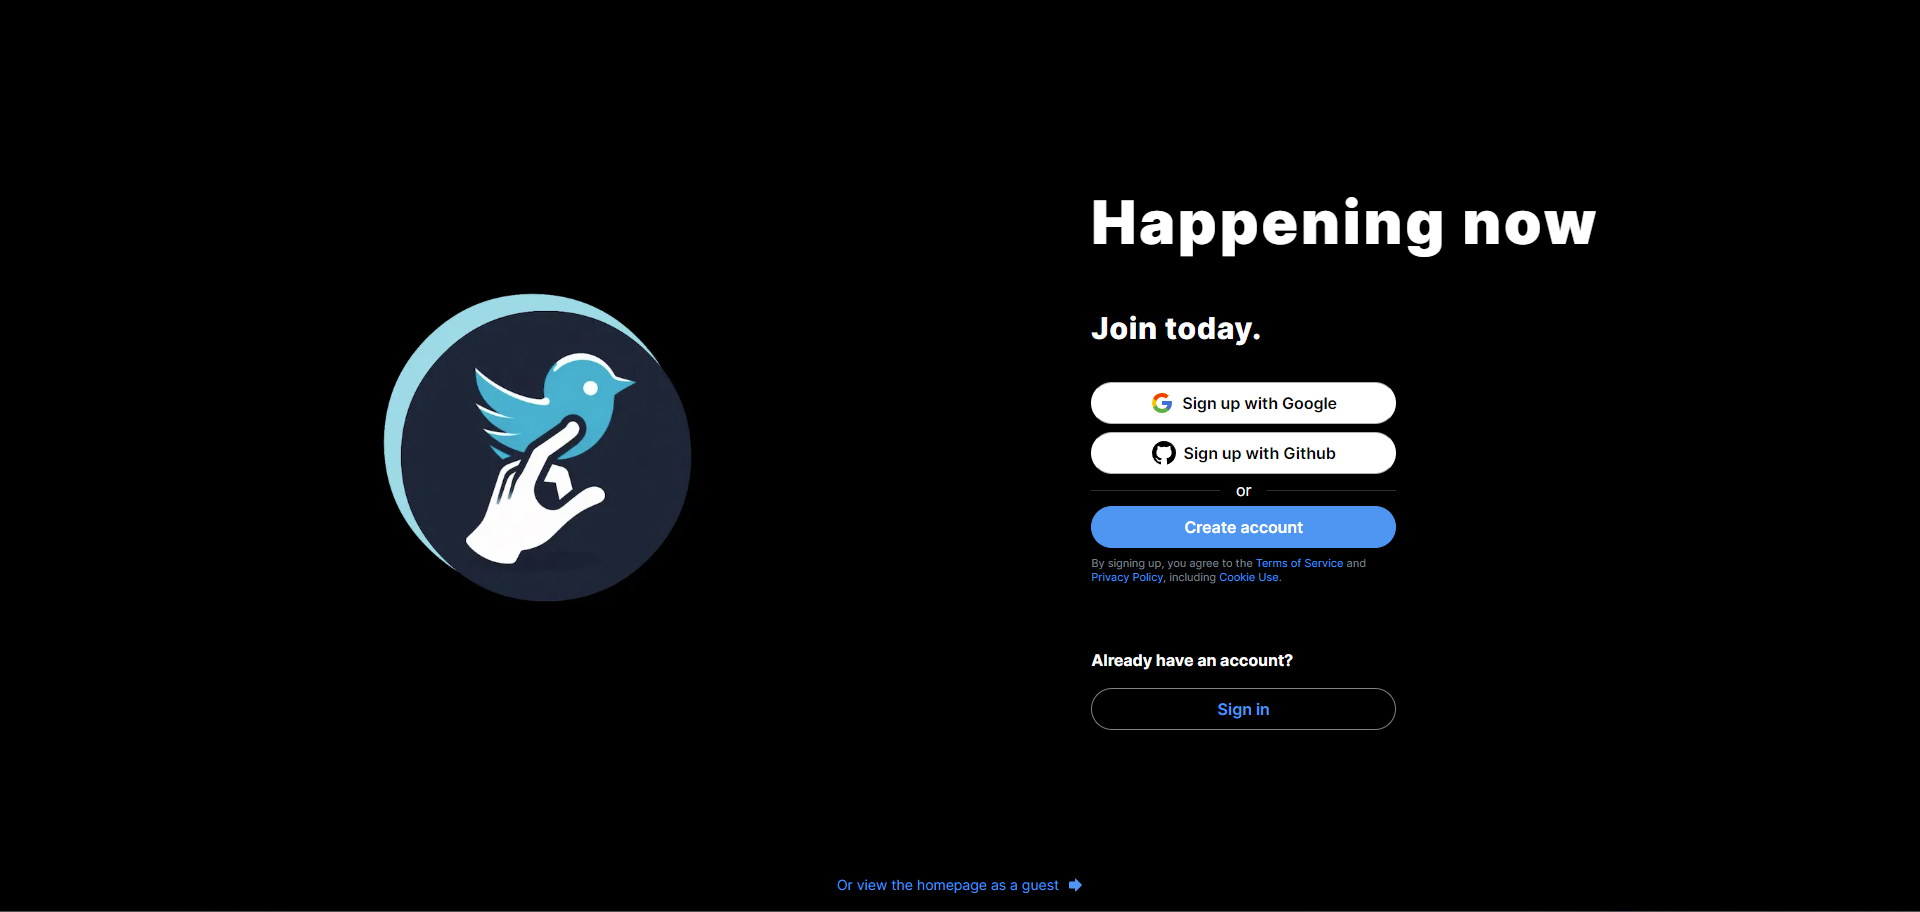 Happening now
Join today.
Sign up with Google
Sign up with Github
or
Create account
By signing up, you agree to the Terms of Service and
Privacy Policy, including Cookie Use.
Already have an account?
Sign in
Or view the homepage as a guest